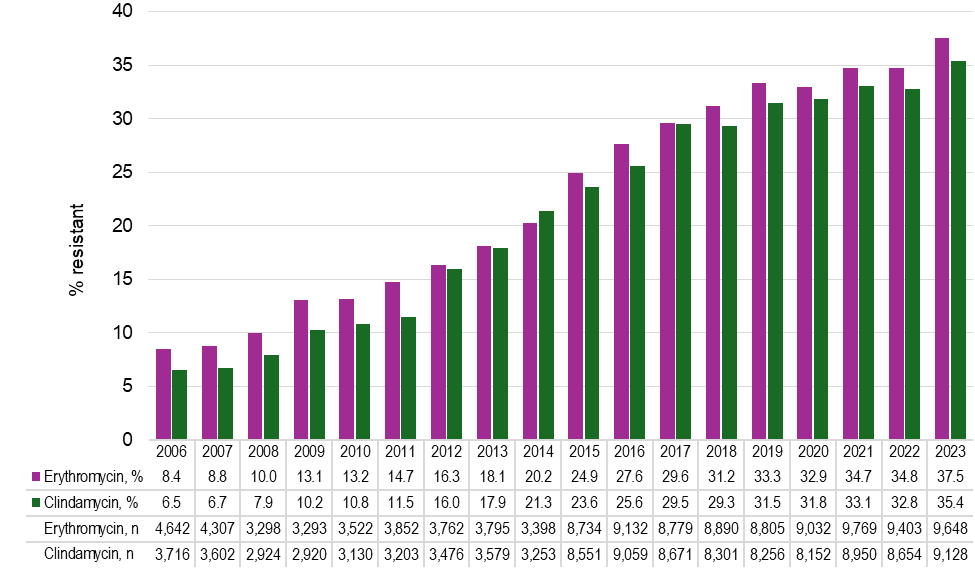 40
35
30
25
20
15
10
5
0
% resistant
2006 2007 2008 2009 2010 2011 2012 2013 2014 2015 2016 2017 2018 2019 2020 2021 2022 2023
Erythromycin, % 8.4 8.8 10.0 13.1 13.2 14.7 16.3 18.1 20.2 24.9 27.6 29.6 31.2 33.3 32.9 34.7 34.8 37.5
Clindamycin, % 6.5 6.7 7.9 10.2 10.8 11.5 16.0 17.9 21.3 23.6 25.6 29.5 29.3 31.5 31.8 33.1 32.8 35.4
Erythromycin, n 4,642 4,307 3,298 3,293 3,522 3,852 3,762 3,795 3,398 8,734 9,132 8,779 8,890 8,805 9,032 9,769 9,403 9,648
Clindamycin, n 3,716 3,602 2,924 2,920 3,130 3,203 3,476 3,579 3,253 8,551 9,059 8,671 8,301 8,256 8,152 8,950 8,654 9,128